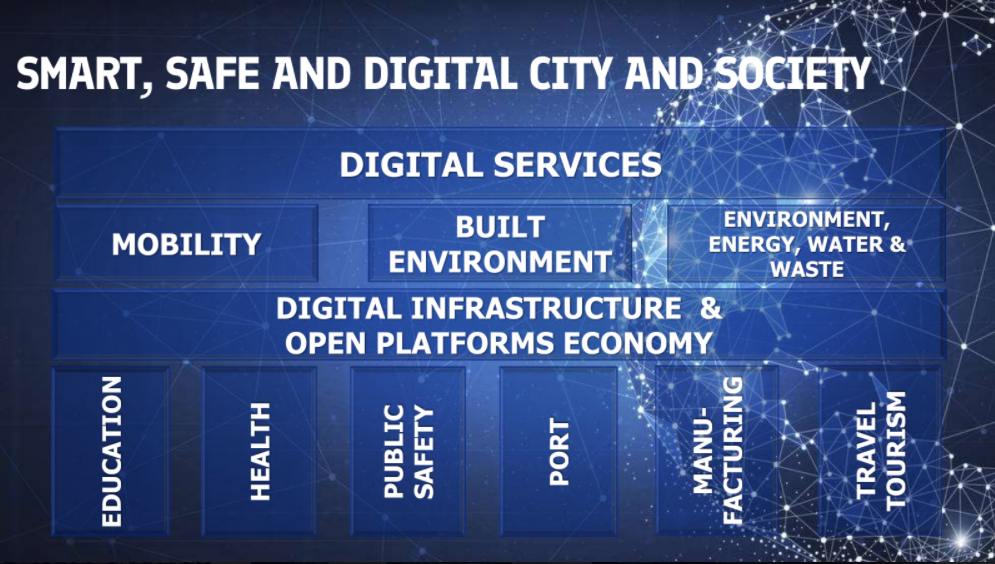 SMART, SAFE AND DIGITAL CITY AND SOCIETY
DIGITAL SERVICES
MOBILITY
BUILT
ENVIRONMENT
ENVIRONMENT,
ENERGY, WATER &
WASTE
DIGITAL INFRASTRUCTURE &
OPEN PLATFORMS ECONOMY
EDUCATION
HEALTH
PUBLIC
SAFETY
PORT
MANU-
FACTURING
TRAVEL
TOURISM